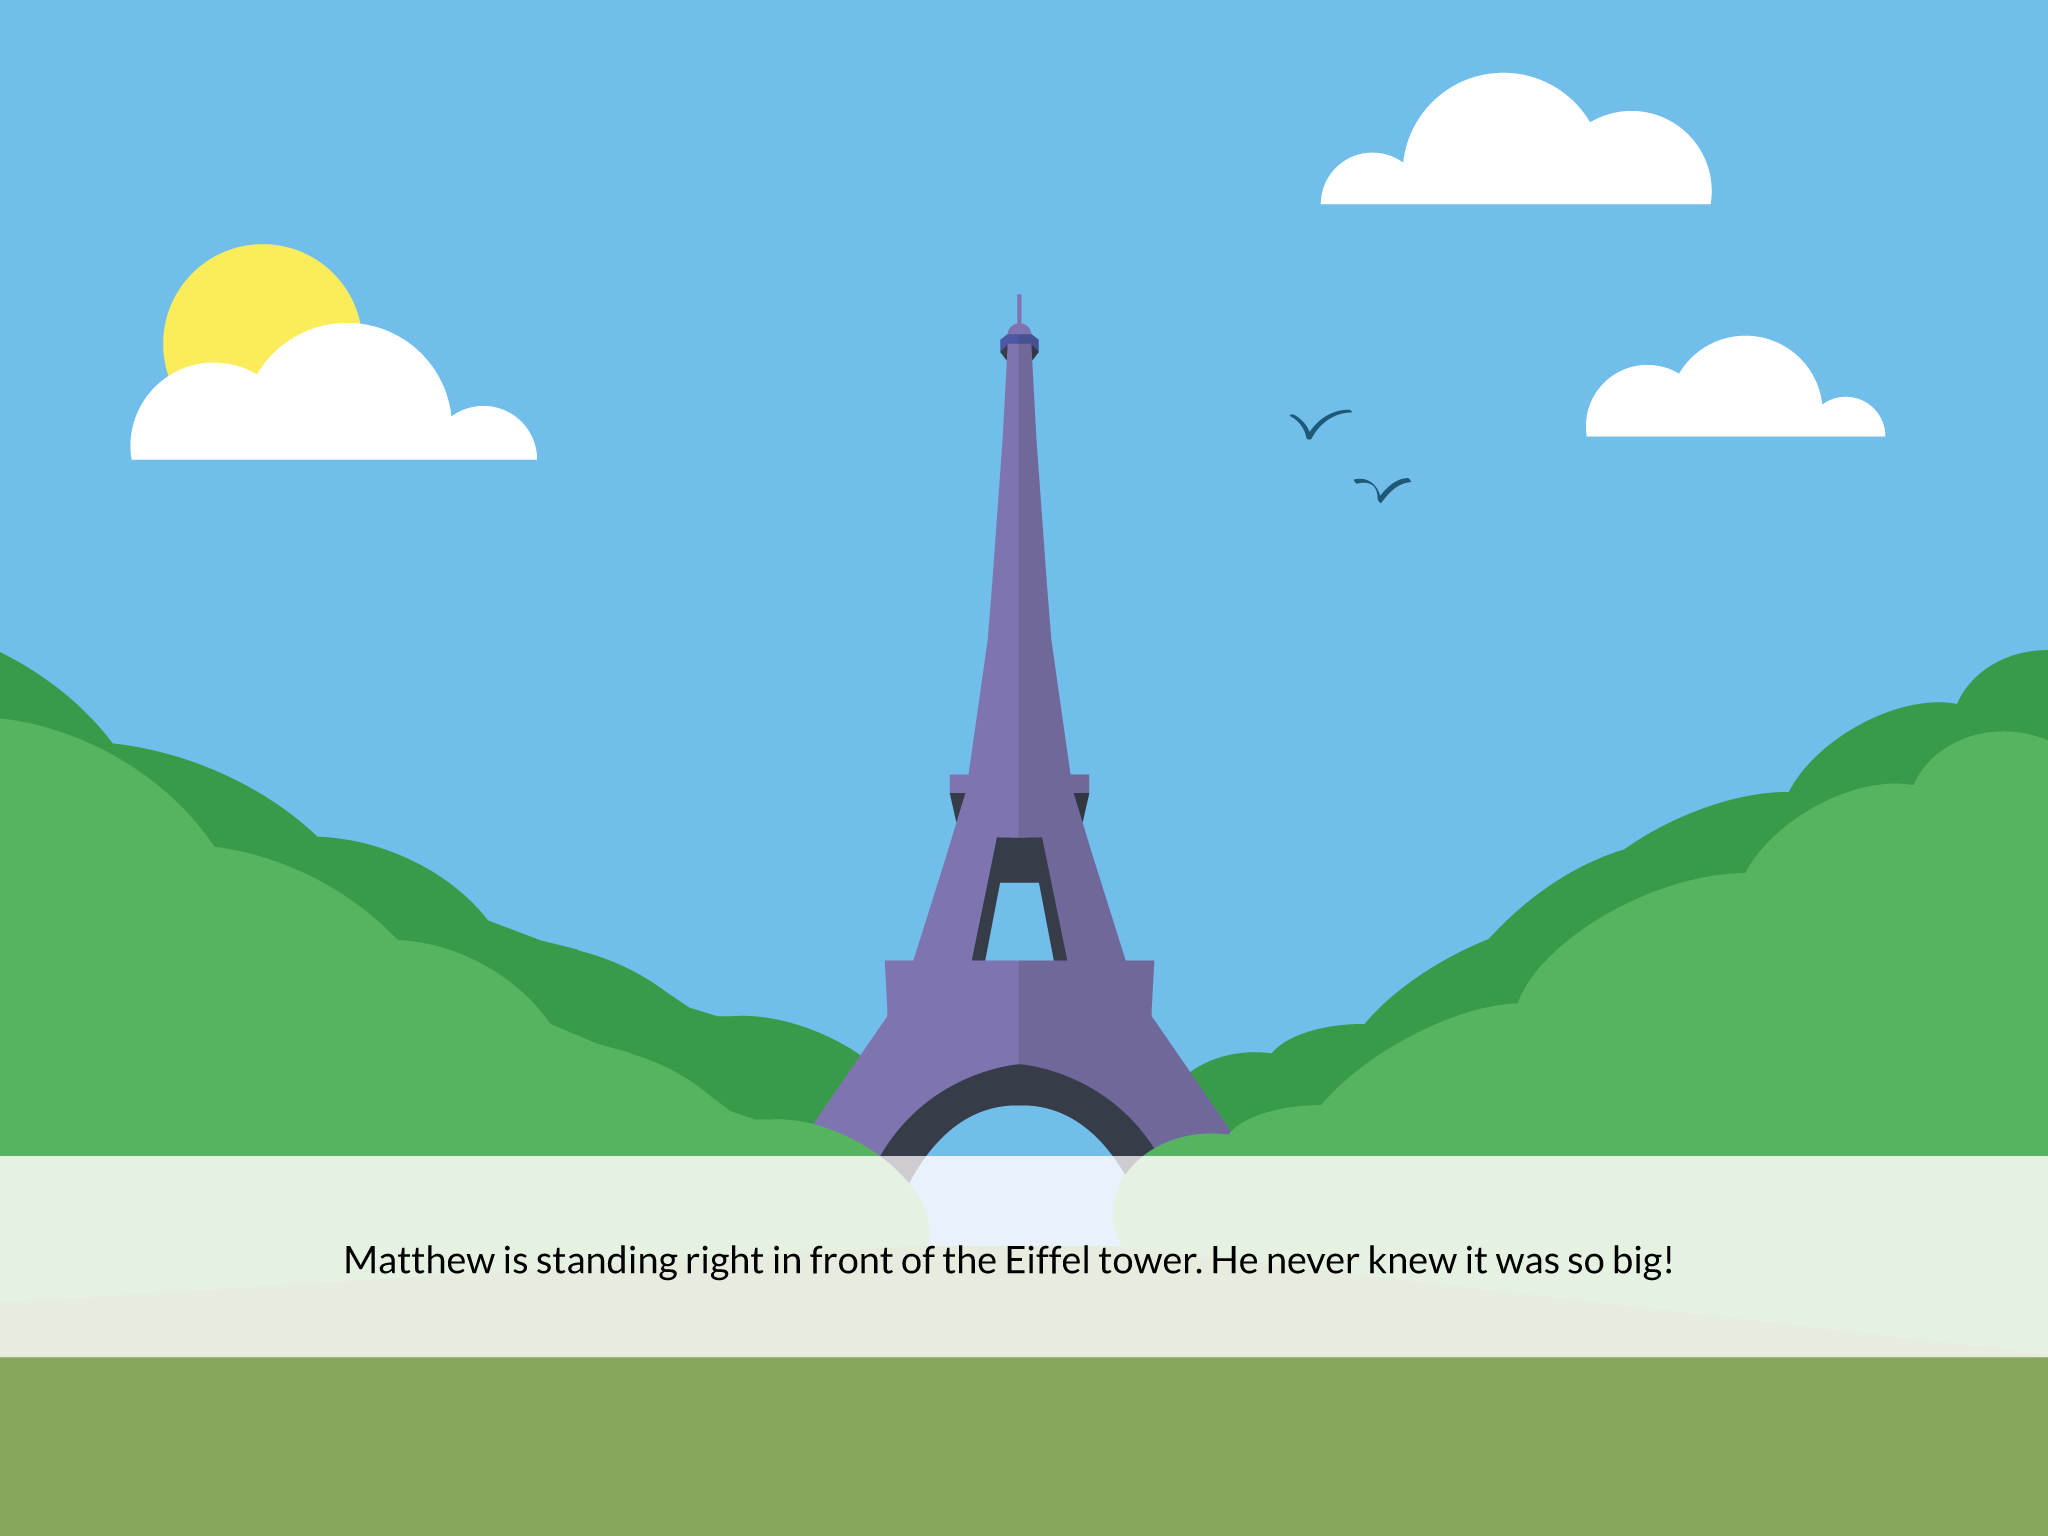 Matthew is standing right in front of the Eiffel tower. He never knew it was so big!